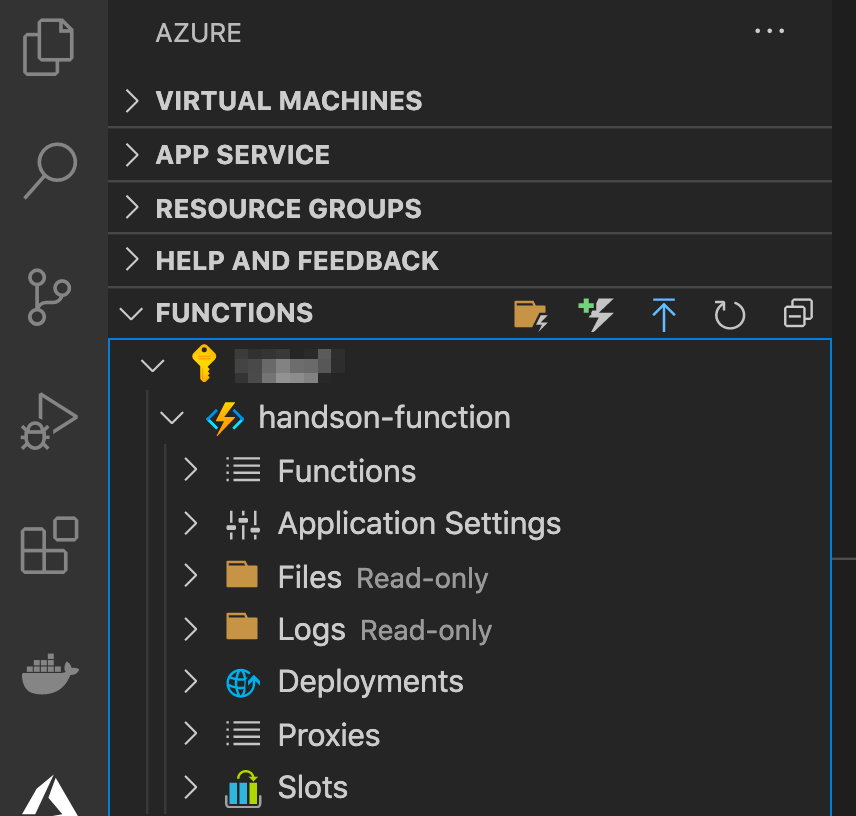 AZURE
VIRTUAL MACHINES
APP SERVICE
RESOURCE GROUPS
HELP AND FEEDBACK
FUNCTIONS
handson-function
Functions
Application Settings
Files Read-only
Logs Read-only
Deployments
Proxies
Slots